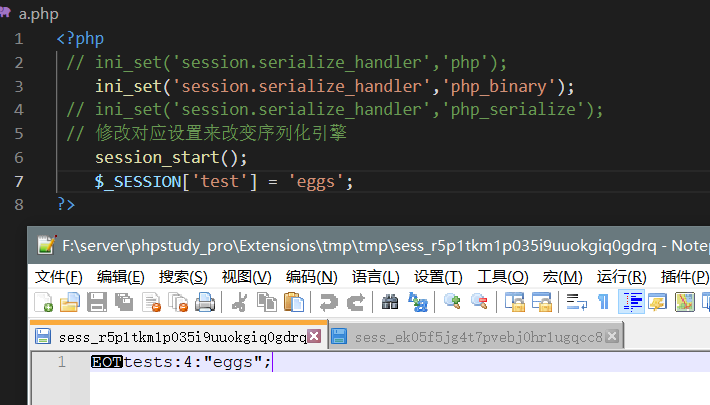 a.php
1 <?php
2 // ini_set('session.serialize_handler','php');
3 ini_set('session.serialize_handler','php_binary');
4 // ini_set('session.serialize_handler','php_serialize');
5 // 修改对应设置来改变序列化引擎
6 session_start();
7 $_SESSION['test'] = 'eggs';
8 ?>
F:\server\phpstudy_pro\Extensions\tmp\tmp\sess_r5p1tkm1p035i9uuokgiq0gdrq - Notep
文件(F) 编辑(E) 搜索(S) 视图(V) 编码(N) 语言(L) 设置(T) 工具(O) 宏(M) 运行(R) 插件(P)
sess_r5p1tkm1p035i9uuokgiq0gdrq sess_ek05f5jg4t7pvebj0hr1ugqcc8
1 EOTtests:4:"eggs";